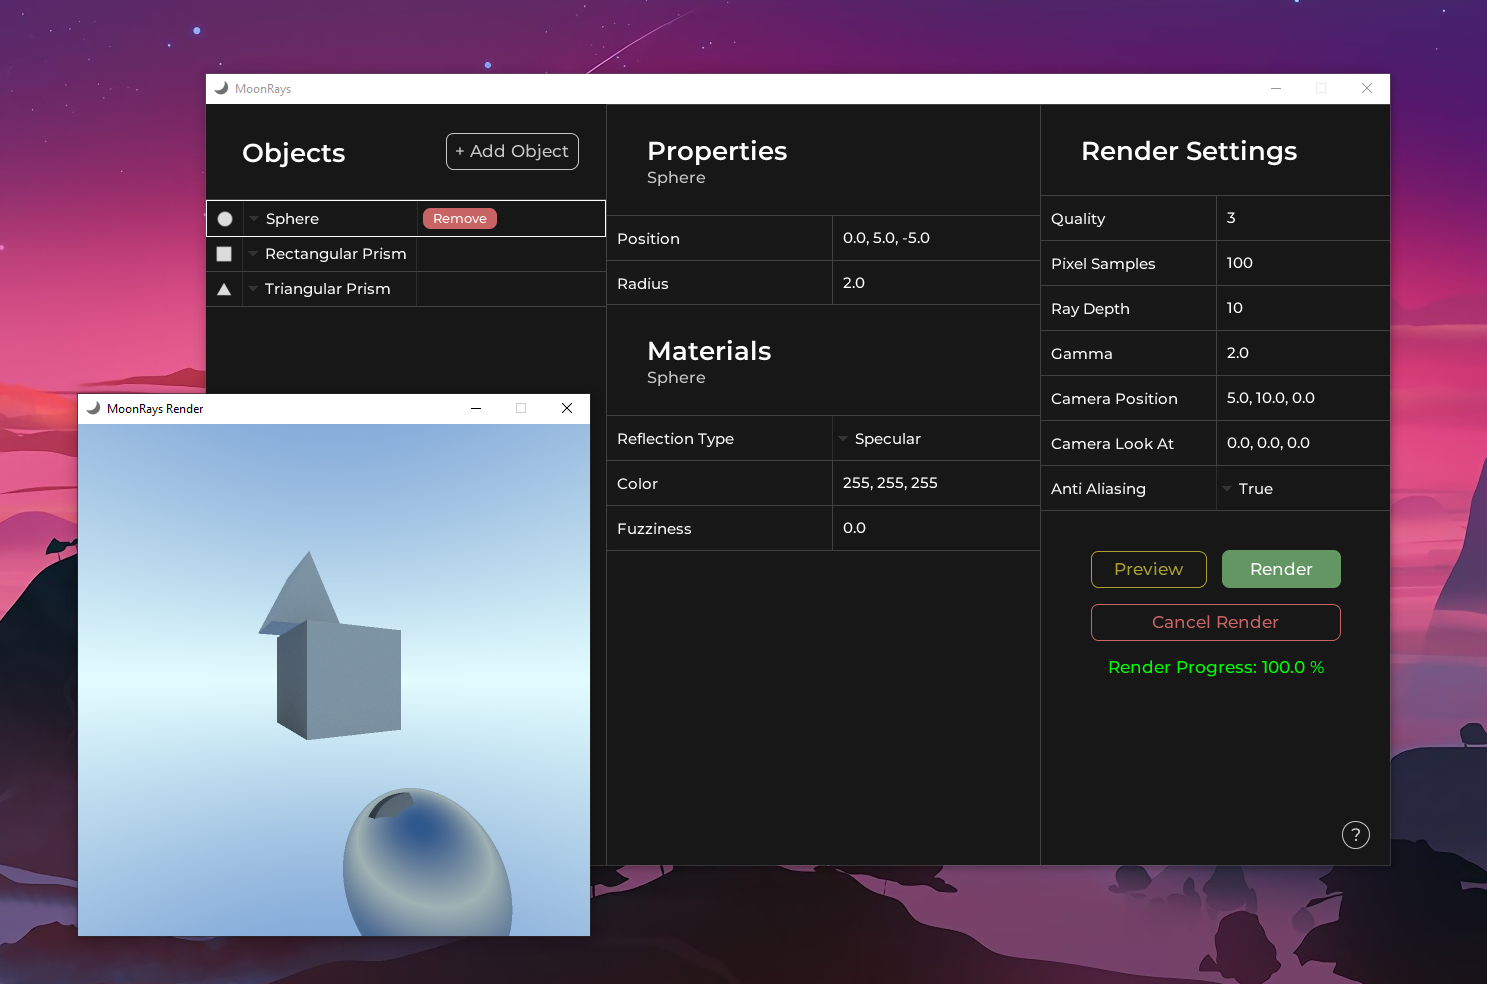 MoonRays
Objects
+ Add Object
Sphere
Remove
Rectangular Prism
Triangular Prism
Properties
Sphere
Position
0.0, 5.0, -5.0
Radius
2.0
Materials
Sphere
Reflection Type
Specular
Color
255, 255, 255
Fuzziness
0.0
Render Settings
Quality
3
Pixel Samples
100
Ray Depth
10
Gamma
2.0
Camera Position
5.0, 10.0, 0.0
Camera Look At
0.0, 0.0, 0.0
Anti Aliasing
True
Preview
Render
Cancel Render
Render Progress: 100.0 %
?
MoonRays Render